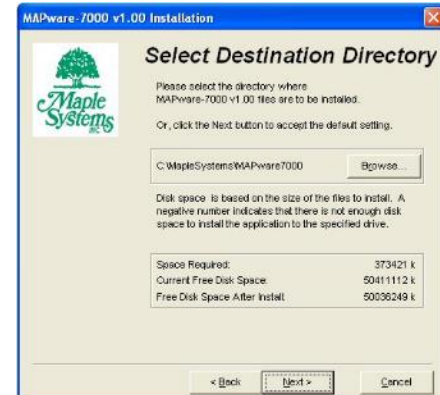 MAPware-7000 v1.00 Installation
Maple
Systems
INC
Select Destination Directory
Please select the directory where
MAPware-7000 v1.00 files are to be installed.
Or, click the Next button to accept the default setting.
C:\MapleSystems\MAPware7000
Browse...
Disk space is based on the size of the files to install. A
negative number indicates that there is not enough disk
space to install the application to the specified drive.
Space Required: 373421 k
Current Free Disk Space: 50411112 k
Free Disk Space After Install: 50036249 k
< Back
Next >
Cancel